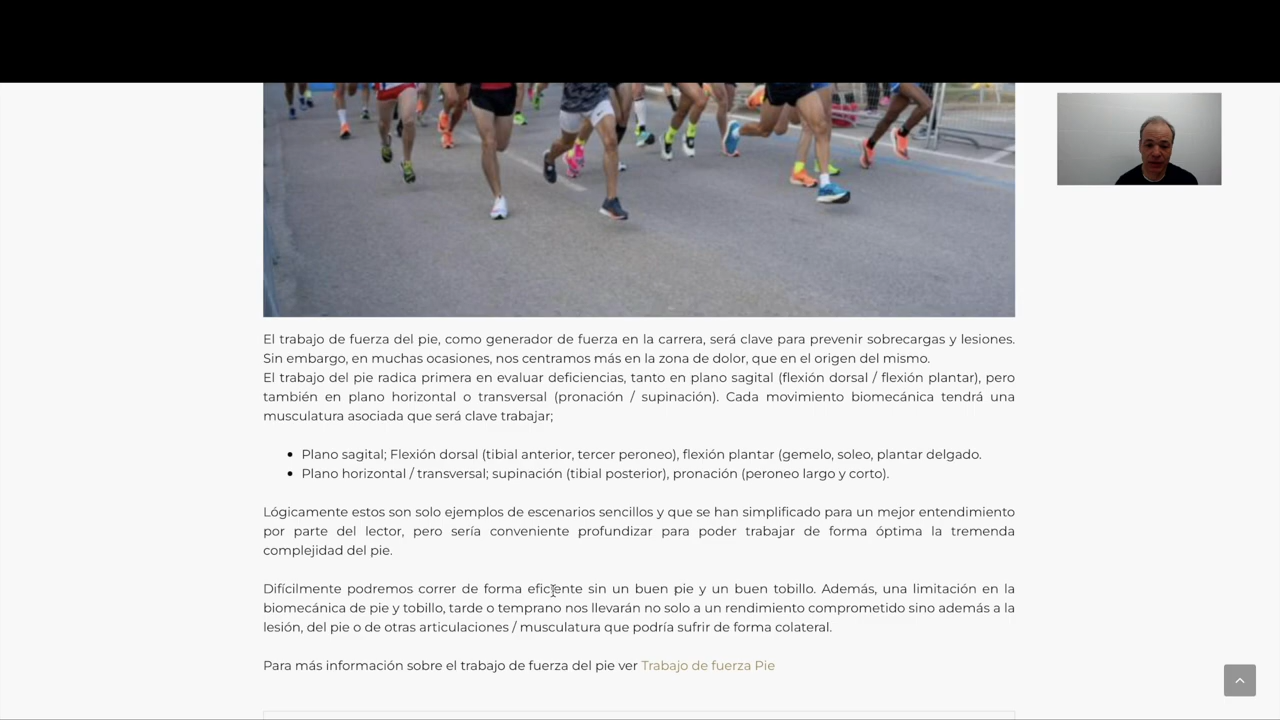 El trabajo de fuerza del pie, como generador de fuerza en la carrera, será clave para prevenir sobrecargas y lesiones.
Sin embargo, en muchas ocasiones, nos centramos más en la zona de dolor, que en el origen del mismo.
El trabajo del pie radica primera en evaluar deficiencias, tanto en plano sagital (flexión dorsal / flexión plantar), pero
también en plano horizontal o transversal (pronación / supinación). Cada movimiento biomecánica tendrá una
musculatura asociada que será clave trabajar;
• Plano sagital; Flexión dorsal (tibial anterior, tercer peroneo), flexión plantar (gemelo, soleo, plantar delgado.
• Plano horizontal / transversal; supinación (tibial posterior), pronación (peroneo largo y corto).
Lógicamente estos son solo ejemplos de escenarios sencillos y que se han simplificado para un mejor entendimiento
por parte del lector, pero sería conveniente profundizar para poder trabajar de forma óptima la tremenda
complejidad del pie.
Difícilmente podremos correr de forma eficiente sin un buen pie y un buen tobillo. Además, una limitación en la
biomecánica de pie y tobillo, tarde o temprano nos llevarán no solo a un rendimiento comprometido sino además a la
lesión, del pie o de otras articulaciones / musculatura que podría sufrir de forma colateral.
Para más información sobre el trabajo de fuerza del pie ver Trabajo de fuerza Pie